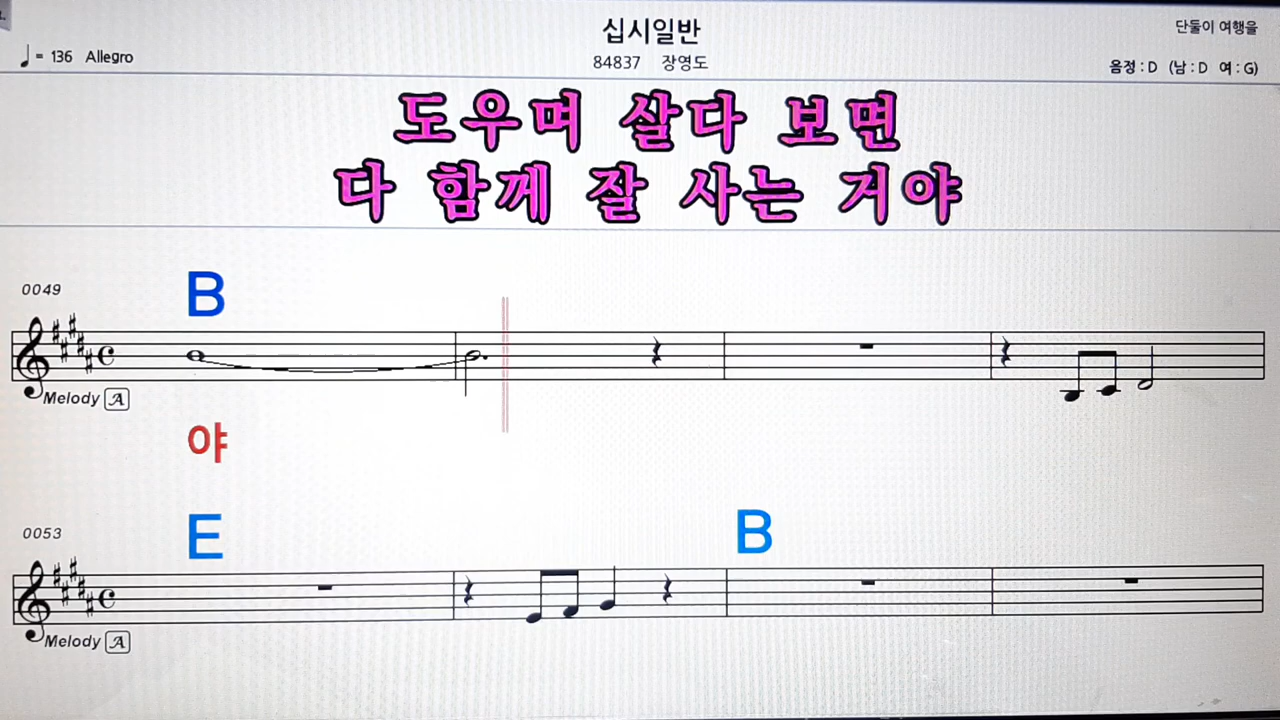 십시일반
단둘이 여행을
♩= 136 Allegro
84837 장영도
음정 : D (남 : D 여 : G)
도우며 살다 보면
다 함께 잘 사는 거야
0049
B
Melody A
야
0053
E B
Melody A